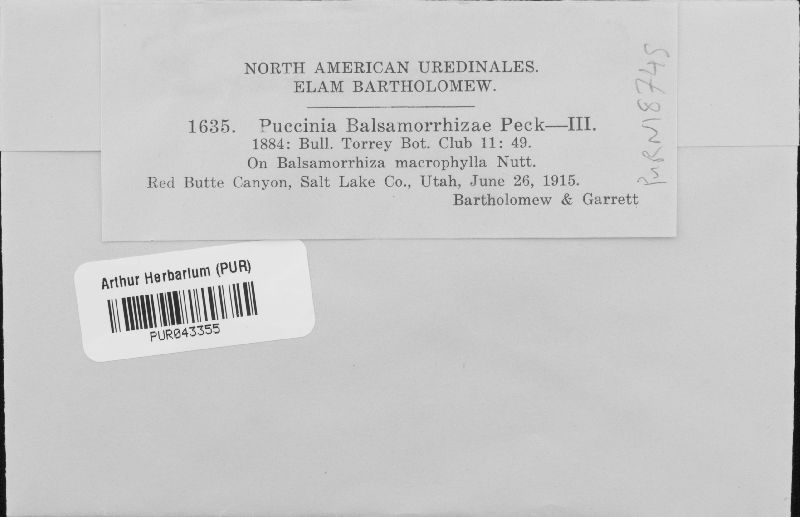 NORTH AMERICAN UREDINALES.
ELAM BARTHOLOMEW.
1635. Puccinia Balsamorrhizae Peck—III.
1884: Bull. Torrey Bot. Club 11: 49.
On Balsamorrhiza macrophylla Nutt.
Red Butte Canyon, Salt Lake Co., Utah, June 26, 1915.
Bartholomew & Garrett
PURN18745
Arthur Herbarium (PUR)
PUR043355